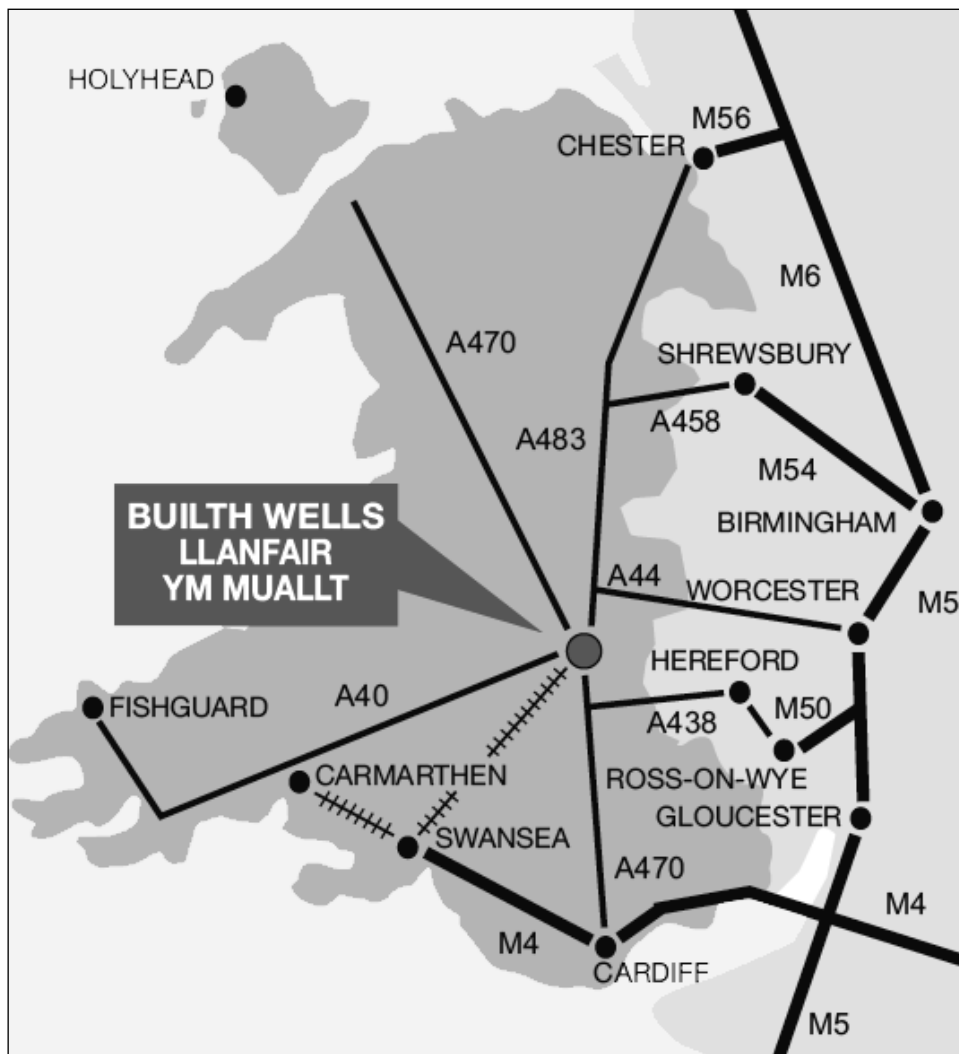 HOLYHEAD
M56
CHESTER
M6
A470
SHREWSBURY
A483
A458
M54
BUILTH WELLS
LLANFAIR
YM MUALLT
BIRMINGHAM
A44
WORCESTER
M5
HEREFORD
A40
FISHGUARD
A438
M50
CARMARTHEN
ROSS-ON-WYE
GLOUCESTER
SWANSEA
A470
M4
M4
CARDIFF
M5